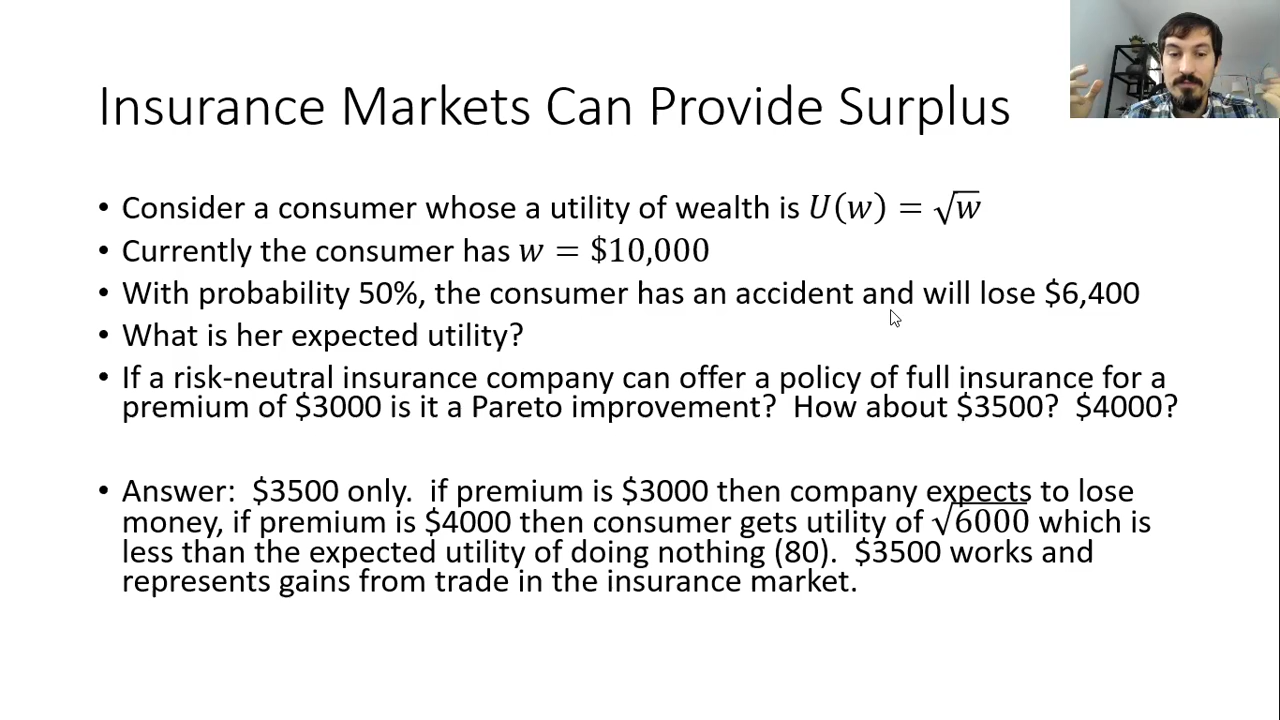 Insurance Markets Can Provide Surplus
• Consider a consumer whose a utility of wealth is U(w) = √w
• Currently the consumer has w = $10,000
• With probability 50%, the consumer has an accident and will lose $6,400
• What is her expected utility?
• If a risk-neutral insurance company can offer a policy of full insurance for a
premium of $3000 is it a Pareto improvement?  How about $3500?  $4000?
• Answer:  $3500 only.  if premium is $3000 then company expects to lose
money, if premium is $4000 then consumer gets utility of √6000 which is
less than the expected utility of doing nothing (80).  $3500 works and
represents gains from trade in the insurance market.